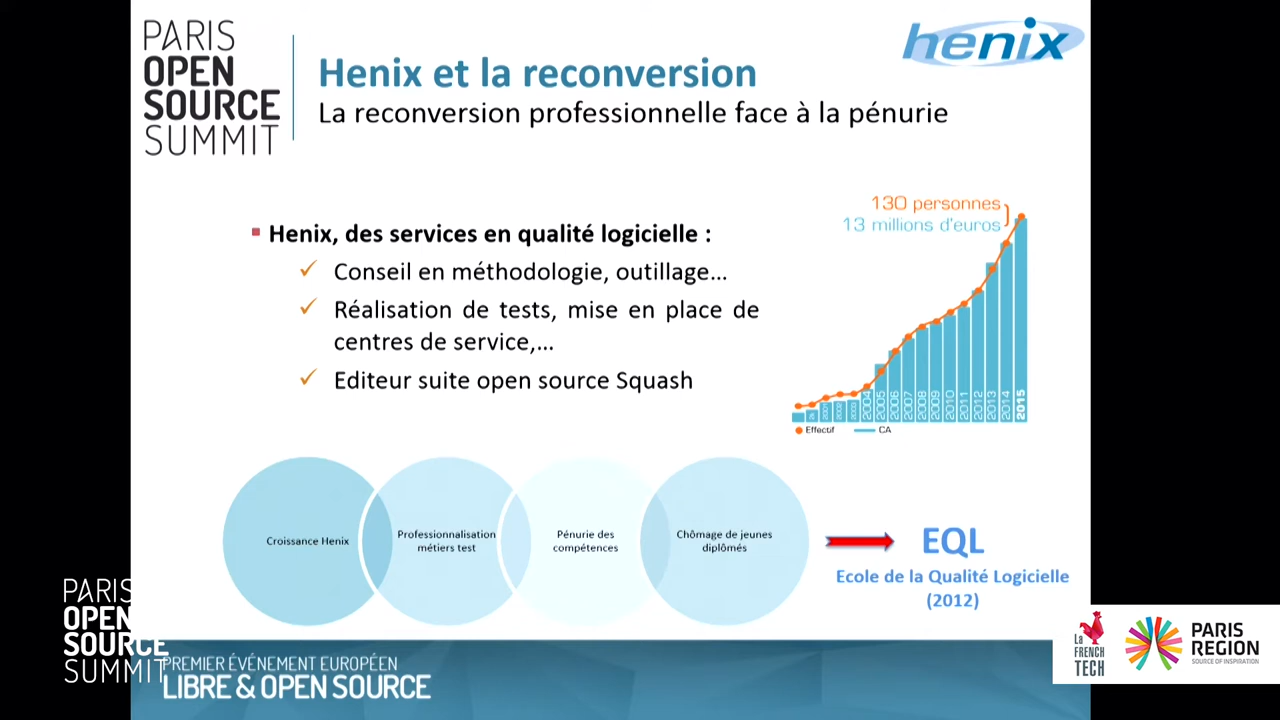 PARIS
OPEN
SOURCE
SUMMIT
henix
Henix et la reconversion
La reconversion professionnelle face à la pénurie
Henix, des services en qualité logicielle :
Conseil en méthodologie, outillage...
Réalisation de tests, mise en place de
centres de service,...
Editeur suite open source Squash
130 personnes
13 millions d'euros
2004
2005
2006
2007
2008
2009
2010
2011
2012
2013
2014
2015
Effectif
CA
Croissance Henix
Professionnalisation
métiers test
Pénurie des
compétences
Chômage de jeunes
diplômés
EQL
Ecole de la Qualité Logicielle
(2012)
PARIS
OPEN
SOURCE
SUMMIT
PREMIER ÉVÉNEMENT EUROPÉEN
LIBRE & OPEN SOURCE
La
FRENCH
TECH
PARIS
REGION
SOURCE OF INSPIRATION